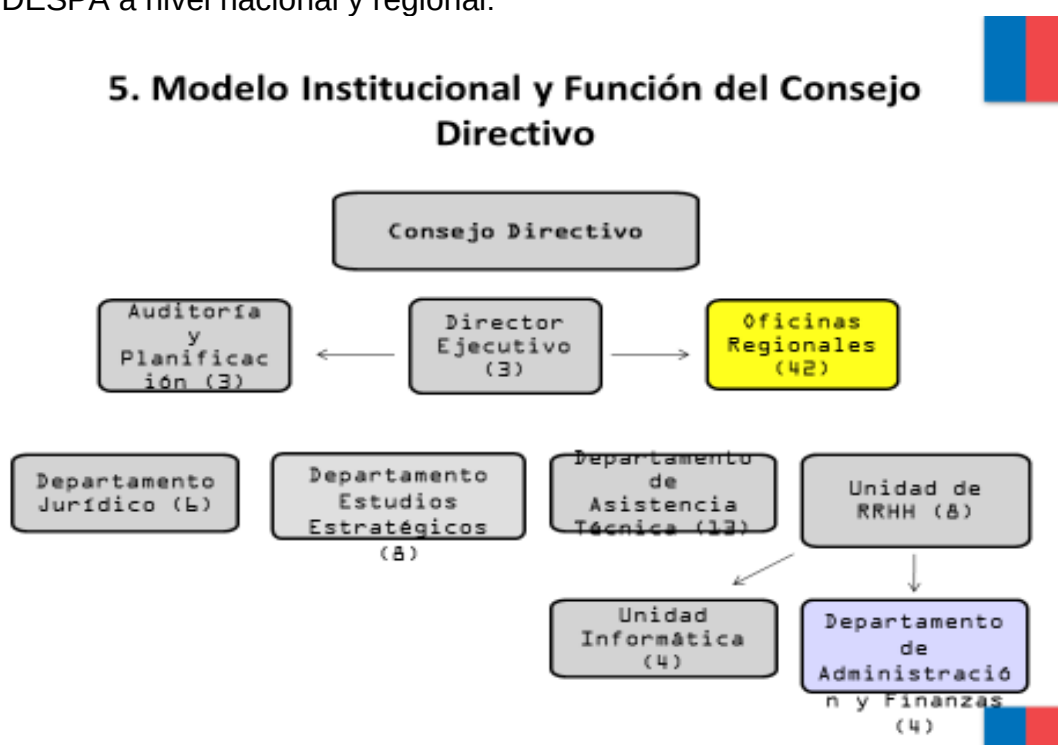 DESPA a nivel nacional y regional.
5. Modelo Institucional y Función del Consejo
Directivo
Consejo Directivo
Auditoría
y
Planificac
ión (3)
Director
Ejecutivo
(3)
Oficinas
Regionales
(42)
Departamento
Jurídico (6)
Departamento
Estudios
Estratégicos
(8)
Departamento
de
Asistencia
Técnica (13)
Unidad de
RRHH (8)
Unidad
Informática
(4)
Departamento
de
Administració
n y Finanzas
(4)